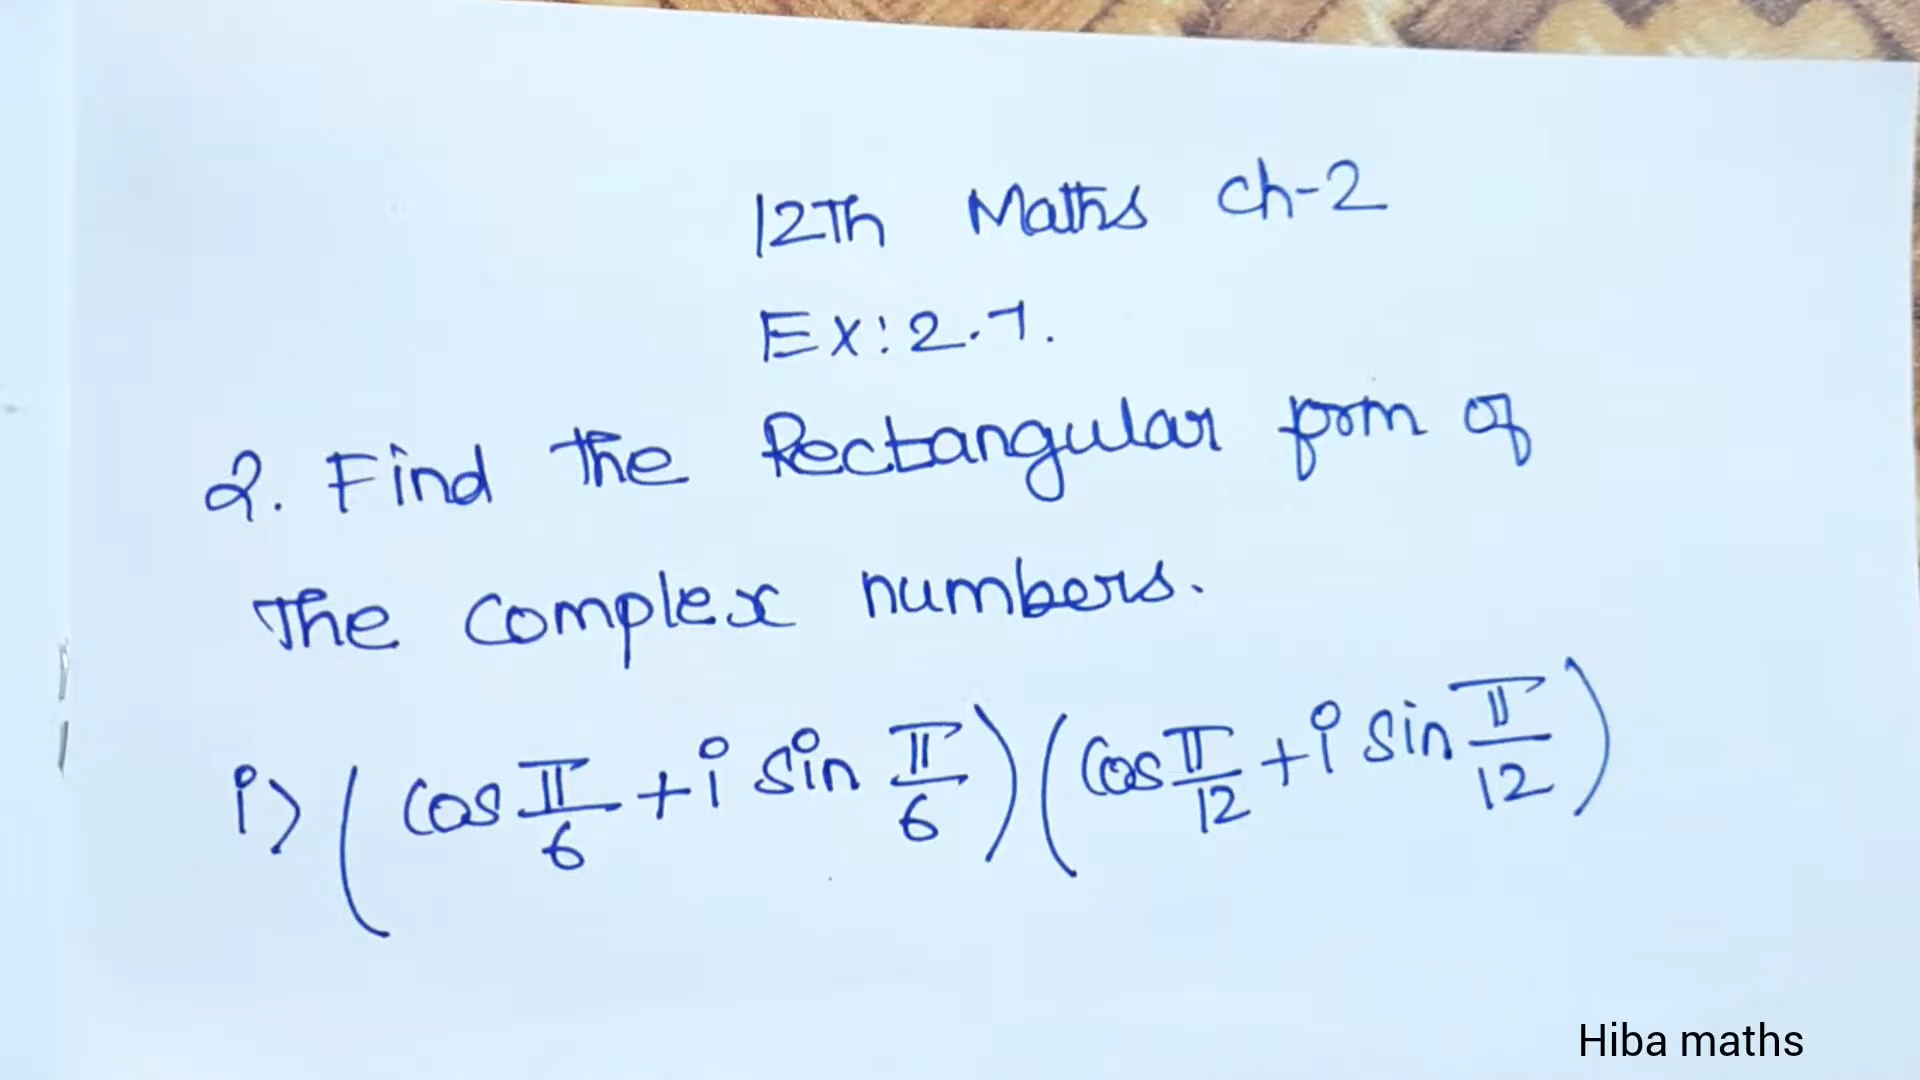 12Th Maths Ch-2
Ex: 2.7.
2. Find the Rectangular form of
The Complex numbers.
i) ( Cos π/6 + i sin π/6 ) ( Cos π/12 + i sin π/12 )
Hiba maths